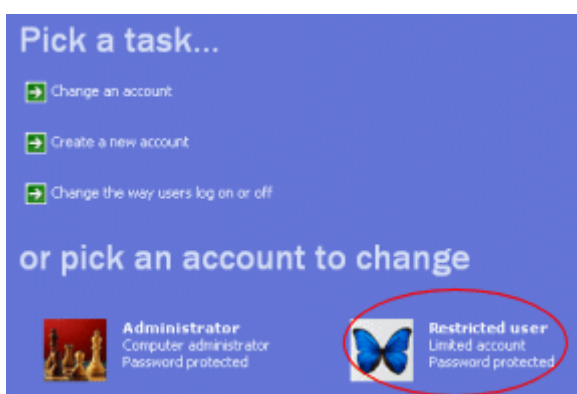 Pick a task...
Change an account
Create a new account
Change the way users log on or off
or pick an account to change
Administrator
Computer administrator
Password protected
Restricted user
Limited account
Password protected